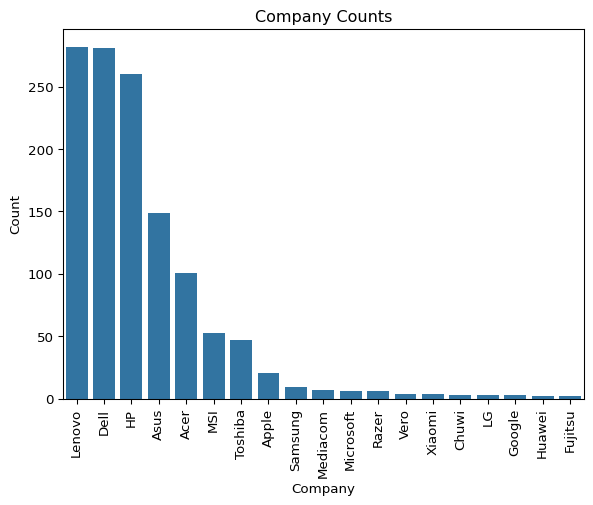 Company Counts
Count
250
200
150
100
50
0
Lenovo
Dell
HP
Asus
Acer
MSI
Toshiba
Apple
Samsung
Mediacom
Microsoft
Razer
Vero
Xiaomi
Chuwi
LG
Google
Huawei
Fujitsu
Company